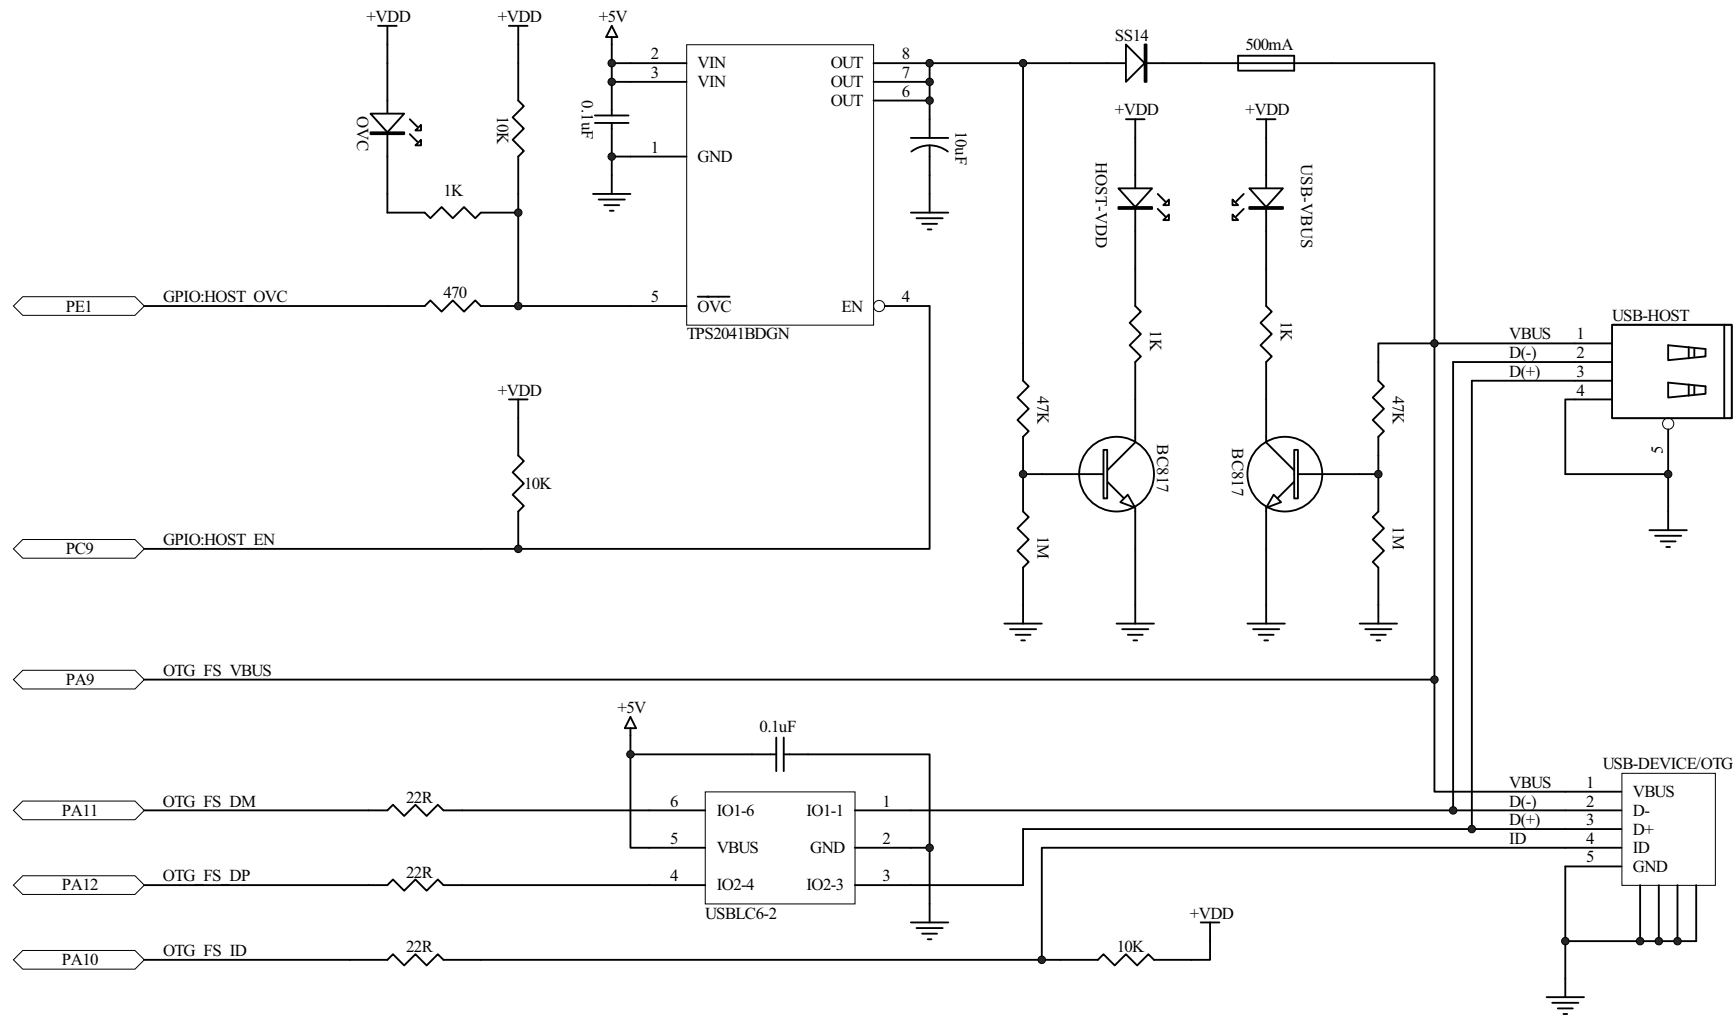 +VDD
+VDD
+5V
SS14
500mA
2
VIN
OUT
8
3
VIN
OUT
7
OUT
6
0.1uF
OVC
10K
1
GND
10uF
+VDD
+VDD
HOST-VDD
USB-VBUS
1K
PE1
GPIO:HOST_OVC
470
5
OVC
EN
4
TPS2041BDGN
1K
1K
USB-HOST
VBUS
1
D(-)
2
D(+)
3
4
5
+VDD
47K
47K
10K
BC817
BC817
PC9
GPIO:HOST_EN
1M
1M
PA9
OTG_FS_VBUS
+5V
0.1uF
USB-DEVICE/OTG
VBUS
1
VBUS
PA11
OTG_FS_DM
22R
6
IO1-6
IO1-1
1
D(-)
2
D-
D(+)
3
D+
5
VBUS
GND
2
ID
4
ID
5
GND
PA12
OTG_FS_DP
22R
4
IO2-4
IO2-3
3
USBLC6-2
+VDD
PA10
OTG_FS_ID
22R
10K